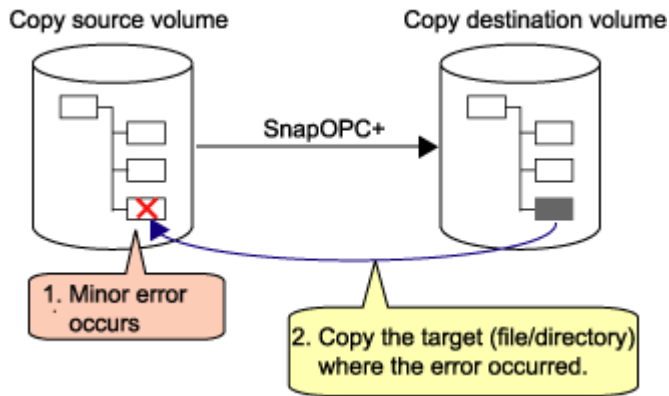 Copy source volume
Copy destination volume
SnapOPC+
1. Minor error
occurs
2. Copy the target (file/directory)
where the error occurred.